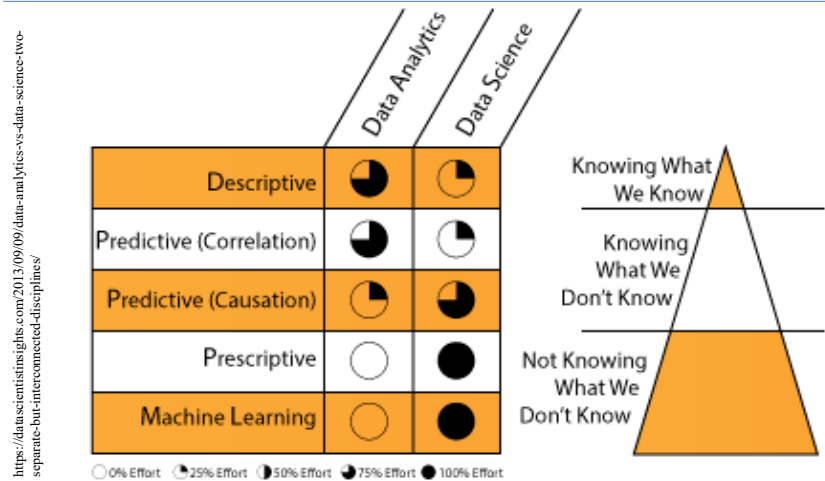 https://datascientistinsights.com/2013/09/09/data-analytics-vs-data-science-two-
separate-but-interconnected-disciplines/
Data Analytics
Data Science
Descriptive
Predictive (Correlation)
Predictive (Causation)
Prescriptive
Machine Learning
0% Effort 25% Effort 50% Effort 75% Effort 100% Effort
Knowing What
We Know
Knowing
What We
Don't Know
Not Knowing
What We
Don't Know